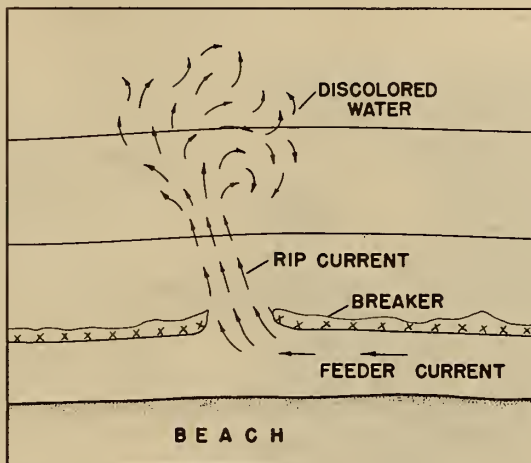 DISCOLORED
WATER
RIP CURRENT
BREAKER
FEEDER CURRENT
BEACH